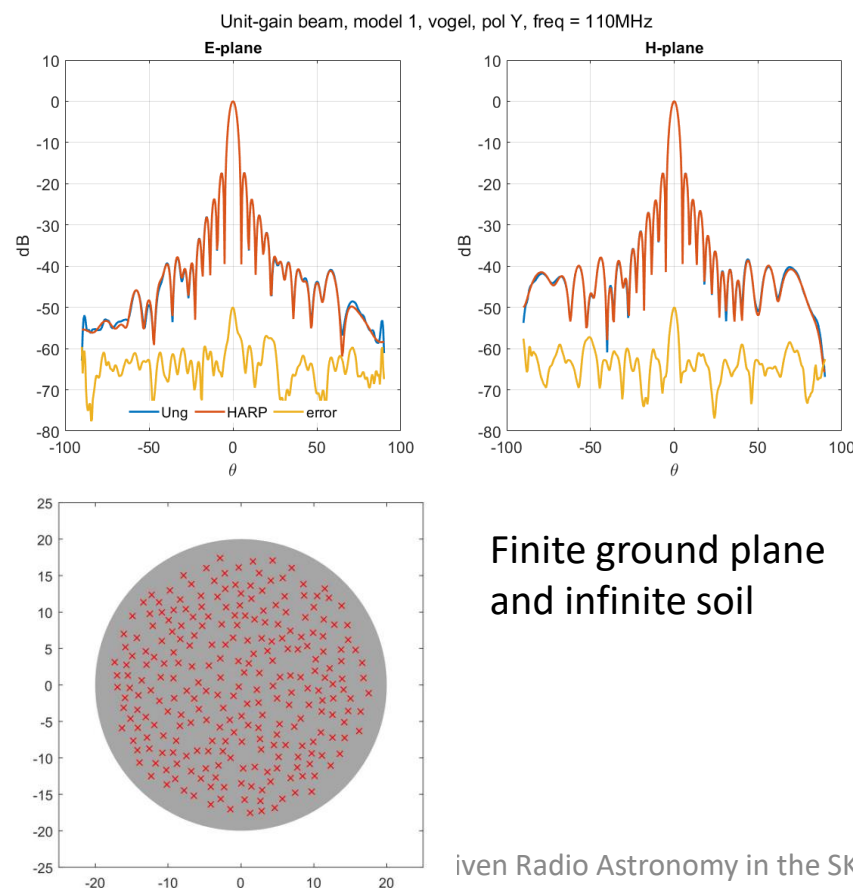 Unit-gain beam, model 1, vogel, pol Y, freq = 110MHz
E-plane
10
0
-10
-20
-30
-40
-50
-60
-70
-80
dB
-100 -50 0 50 100
θ
Ung HARP error
H-plane
10
0
-10
-20
-30
-40
-50
-60
-70
-80
dB
-100 -50 0 50 100
θ
25
20
15
10
5
0
-5
-10
-15
-20
-25
-20 -10 0 10 20
Finite ground plane
and infinite soil
iven Radio Astronomy in the SK